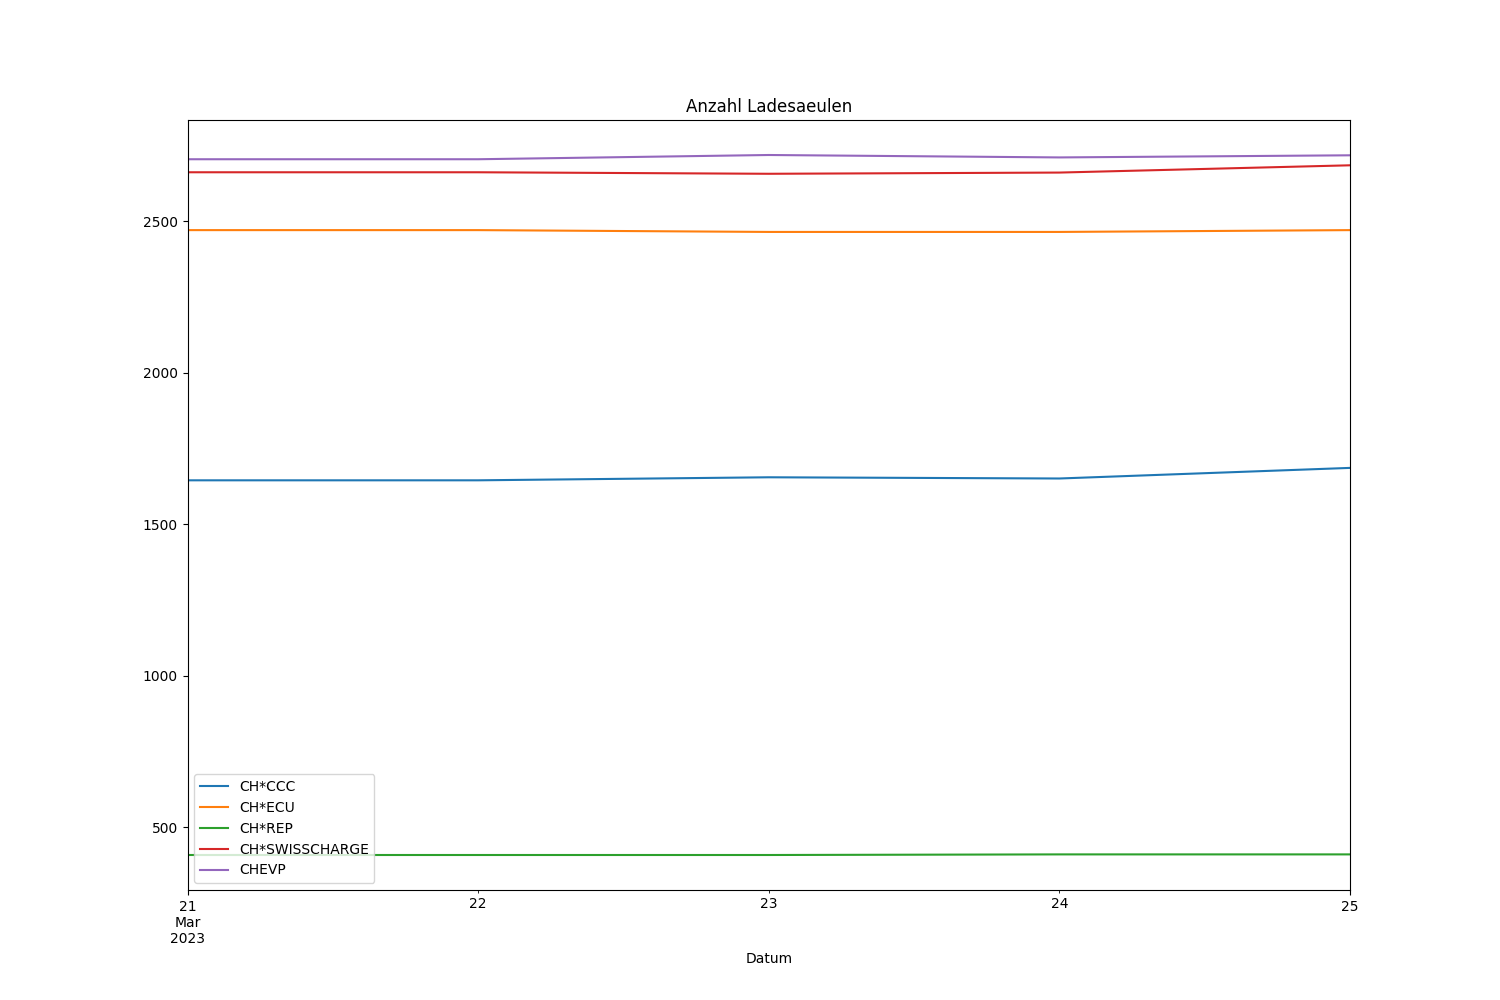 Anzahl Ladesaeulen
2500
2000
1500
1000
500
CH*CCC
CH*ECU
CH*REP
CH*SWISSCHARGE
CHEVP
21 22 23 24 25
Mar
2023
Datum